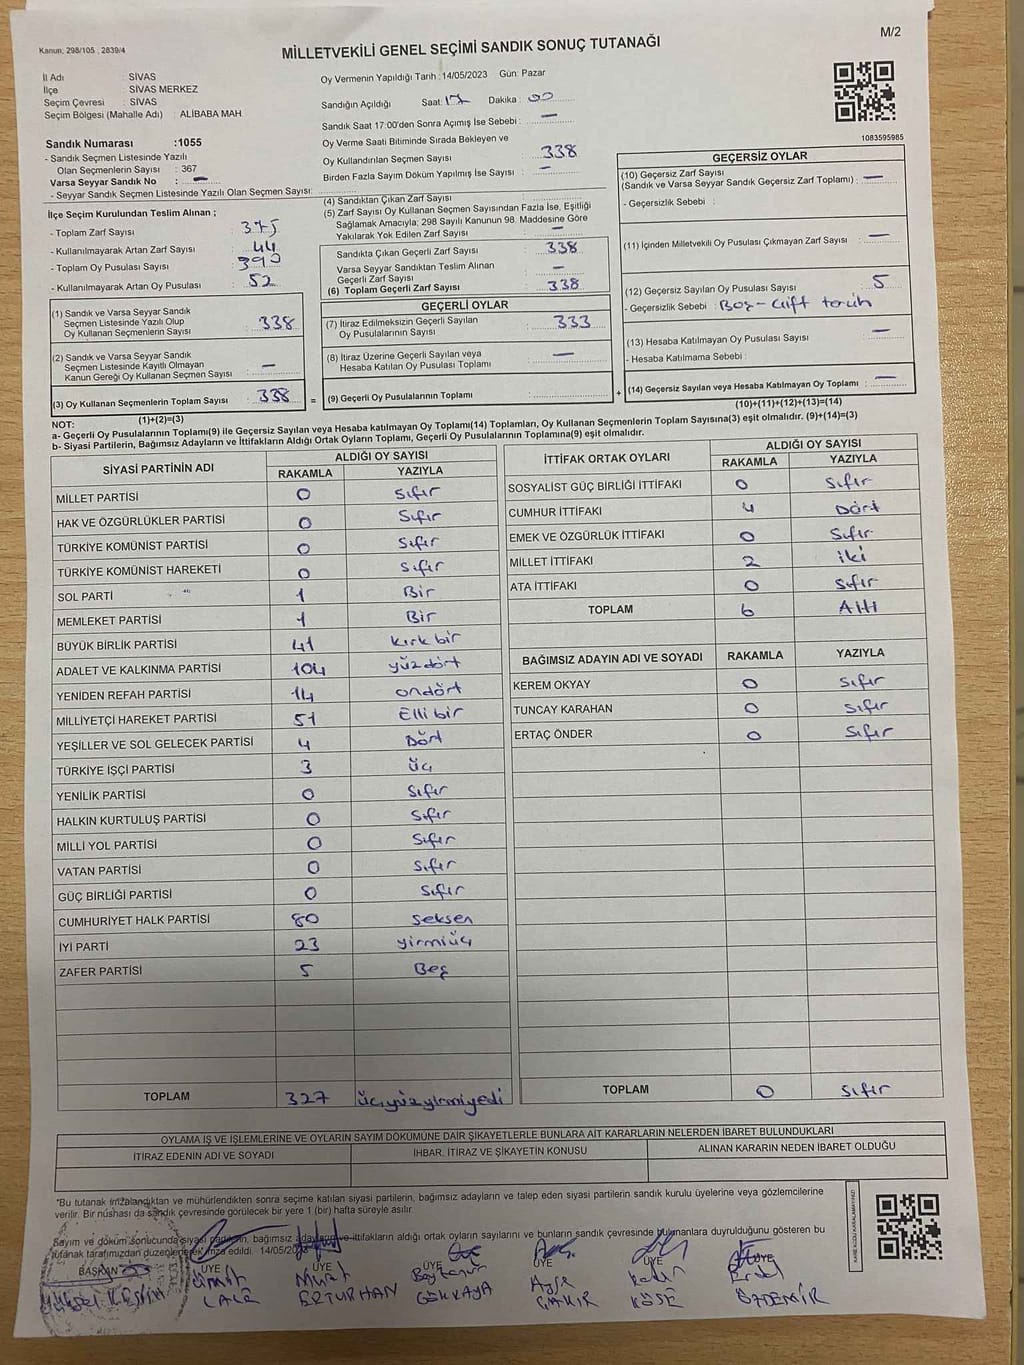 M/2
Kanun: 298/105 ; 2839/4
MİLLETVEKİLİ GENEL SEÇİMİ SANDIK SONUÇ TUTANAĞI
İl Adı : SİVAS
İlçe : SİVAS MERKEZ
Seçim Çevresi : SİVAS
Seçim Bölgesi (Mahalle Adı) : ALİBABA MAH
Sandık Numarası :1055
- Sandık Seçmen Listesinde Yazılı
Olan Seçmenlerin Sayısı : 367
Varsa Seyyar Sandık No : —
- Seyyar Sandık Seçmen Listesinde Yazılı Olan Seçmen Sayısı:
İlçe Seçim Kurulundan Teslim Alınan ;
- Toplam Zarf Sayısı : 375
- Kullanılmayarak Artan Zarf Sayısı : 44
- Toplam Oy Pusulası Sayısı : 390
- Kullanılmayarak Artan Oy Pusulası : 52
(1) Sandık ve Varsa Seyyar Sandık
Seçmen Listesinde Yazılı Olup
Oy Kullanan Seçmenlerin Sayısı : 338
(2) Sandık ve Varsa Seyyar Sandık
Seçmen Listesinde Kayıtlı Olmayan
Kanun Gereği Oy Kullanan Seçmen Sayısı : —
(3) Oy Kullanan Seçmenlerin Toplam Sayısı : 338
(1)+(2)=(3)
Oy Vermenin Yapıldığı Tarih :14/05/2023 Gün: Pazar
Sandığın Açıldığı Saat: 17 Dakika : 00
Sandık Saat 17:00'den Sonra Açımış İse Sebebi : —
Oy Verme Saati Bitiminde Sırada Bekleyen ve
Oy Kullandırılan Seçmen Sayısı : 338
Birden Fazla Sayım Döküm Yapılmış İse Sayısı : —
(4) Sandıktan Çıkan Zarf Sayısı :
(5) Zarf Sayısı Oy Kullanan Seçmen Sayısından Fazla İse, Eşitliği
Sağlamak Amacıyla; 298 Sayılı Kanunun 98. Maddesine Göre
Yakılarak Yok Edilen Zarf Sayısı : —
Sandıkta Çıkan Geçerli Zarf Sayısı : 338
Varsa Seyyar Sandıktan Teslim Alınan
Geçerli Zarf Sayısı : —
(6) Toplam Geçerli Zarf Sayısı : 338
GEÇERLİ OYLAR
(7) İtiraz Edilmeksizin Geçerli Sayılan
Oy Pusulalarının Sayısı : 333
(8) İtiraz Üzerine Geçerli Sayılan veya
Hesaba Katılan Oy Pusulası Toplamı : —
= (9) Geçerli Oy Pusulalarının Toplamı :
1083595985
GEÇERSİZ OYLAR
(10) Geçersiz Zarf Sayısı
(Sandık ve Varsa Seyyar Sandık Geçersiz Zarf Toplamı) : —
- Geçersizlik Sebebi :
(11) İçinden Milletvekili Oy Pusulası Çıkmayan Zarf Sayısı : —
(12) Geçersiz Sayılan Oy Pusulası Sayısı : 5
- Geçersizlik Sebebi : Boş - Çift tercih
(13) Hesaba Katılmayan Oy Pusulası Sayısı : —
- Hesaba Katılmama Sebebi :
+ (14) Geçersiz Sayılan veya Hesaba Katılmayan Oy Toplamı : —
(10)+(11)+(12)+(13)=(14)
NOT:
a- Geçerli Oy Pusulalarının Toplamı(9) ile Geçersiz Sayılan veya Hesaba katılmayan Oy Toplamı(14) Toplamları, Oy Kullanan Seçmenlerin Toplam Sayısına(3) eşit olmalıdır. (9)+(14)=(3)
b- Siyasi Partilerin, Bağımsız Adayların ve İttifakların Aldığı Ortak Oyların Toplamı, Geçerli Oy Pusulalarının Toplamına(9) eşit olmalıdır.
SİYASİ PARTİNİN ADI ALDIĞI OY SAYISI
RAKAMLA YAZIYLA
MİLLET PARTİSİ 0 Sıfır
HAK VE ÖZGÜRLÜKLER PARTİSİ 0 Sıfır
TÜRKİYE KOMÜNİST PARTİSİ 0 Sıfır
TÜRKİYE KOMÜNİST HAREKETİ 0 Sıfır
SOL PARTİ 1 Bir
MEMLEKET PARTİSİ 1 Bir
BÜYÜK BİRLİK PARTİSİ 41 kırk bir
ADALET VE KALKINMA PARTİSİ 104 yüz dört
YENİDEN REFAH PARTİSİ 14 ondört
MİLLİYETÇİ HAREKET PARTİSİ 51 Elli bir
YEŞİLLER VE SOL GELECEK PARTİSİ 4 Dört
TÜRKİYE İŞÇİ PARTİSİ 3 üç
YENİLİK PARTİSİ 0 Sıfır
HALKIN KURTULUŞ PARTİSİ 0 Sıfır
MİLLİ YOL PARTİSİ 0 Sıfır
VATAN PARTİSİ 0 Sıfır
GÜÇ BİRLİĞİ PARTİSİ 0 Sıfır
CUMHURİYET HALK PARTİSİ 80 Seksen
İYİ PARTİ 23 yirmiüç
ZAFER PARTİSİ 5 Beş
TOPLAM 327 üçyüzyirmiyedi
İTTİFAK ORTAK OYLARI ALDIĞI OY SAYISI
RAKAMLA YAZIYLA
SOSYALİST GÜÇ BİRLİĞİ İTTİFAKI 0 Sıfır
CUMHUR İTTİFAKI 4 Dört
EMEK VE ÖZGÜRLÜK İTTİFAKI 0 Sıfır
MİLLET İTTİFAKI 2 iki
ATA İTTİFAKI 0 Sıfır
TOPLAM 6 Altı
BAĞIMSIZ ADAYIN ADI VE SOYADI RAKAMLA YAZIYLA
KEREM OKYAY 0 Sıfır
TUNCAY KARAHAN 0 Sıfır
ERTAÇ ÖNDER 0 Sıfır
TOPLAM 0 Sıfır
OYLAMA İŞ VE İŞLEMLERİNE VE OYLARIN SAYIM DÖKÜMÜNE DAİR ŞİKAYETLERLE BUNLARA AİT KARARLARIN NELERDEN İBARET BULUNDUKLARI
İTİRAZ EDENİN ADI VE SOYADI İHBAR, İTİRAZ VE ŞİKAYETİN KONUSU ALINAN KARARIN NEDEN İBARET OLDUĞU
"Bu tutanak imzalandıktan ve mühürlendikten sonra seçime katılan siyasi partilerin, bağımsız adayların ve talep eden siyasi partilerin sandık kurulu üyelerine veya gözlemcilerine
verilir. Bir nüshası da sandık çevresinde görülecek bir yere 1 (bir) hafta süreyle asılır.
Sayım ve döküm sonucunda siyasi partilerin, bağımsız adayların ve ittifakların aldığı ortak oyların sayılarını ve bunların sandık çevresinde bulunanlara duyrulduğunu gösteren bu
tutanak tarafımızdan düzenlenerek imza edildi. 14/05/2023
BAŞKAN ÜYE ÜYE ÜYE ÜYE ÜYE ÜYE
Yüksel KESKİN Ümit LALE Murat ERTURHAN Beytanur GÖKKAYA Ayşe ÇAKIR Kadir KÖSE Erdal ÖZDEMİR